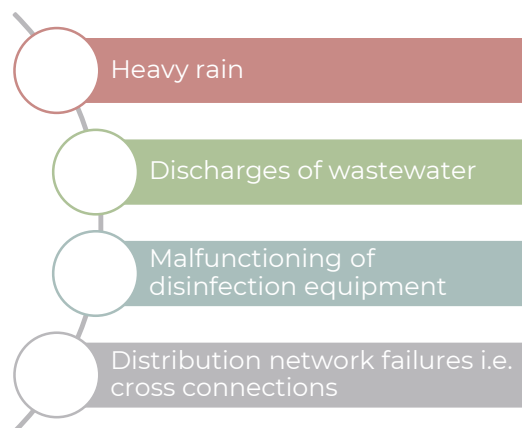 Heavy rain
Discharges of wastewater
Malfunctioning of
disinfection equipment
Distribution network failures i.e.
cross connections